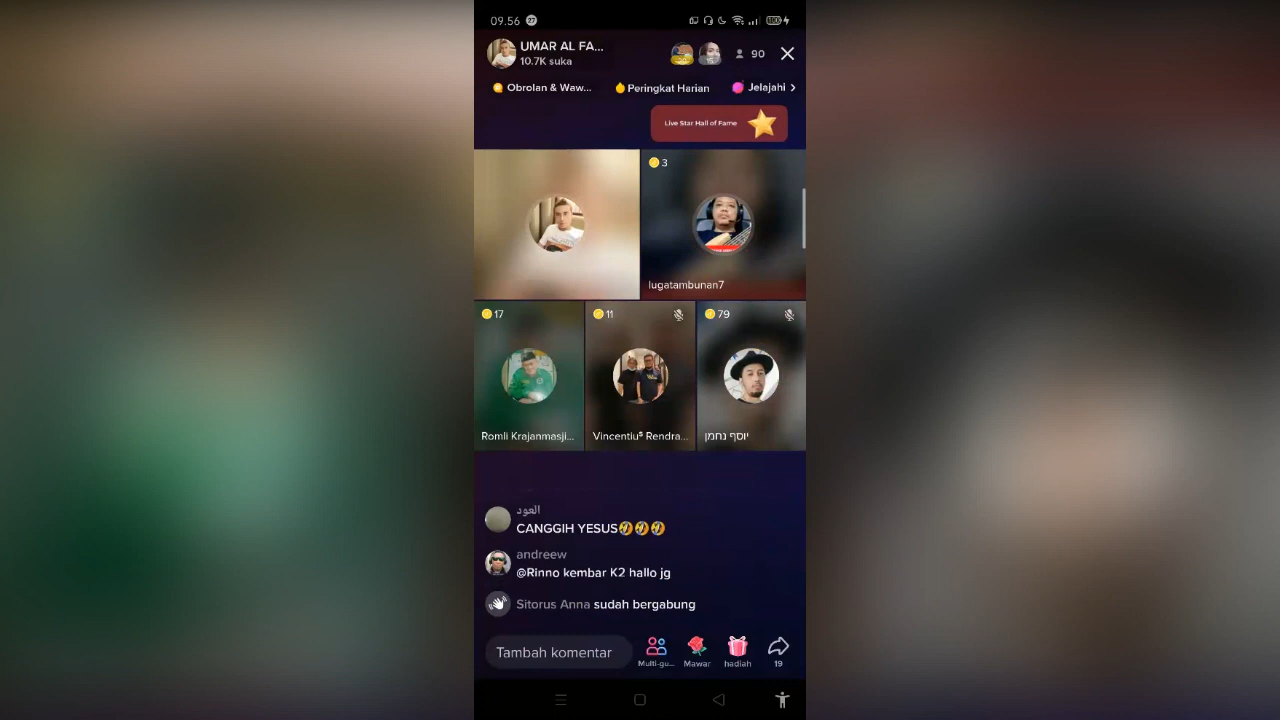 09.56 27
UMAR AL FA...
10.7K suka
90
Obrolan & Waw...
Peringkat Harian
Jelajahi
Live Star Hall of Fame
3
lugatambunan7
17
11
79
Romli Krajanmasji...
Vincentiuˢ Rendra...
יוסף נחמן
العود
CANGGIH YESUS🤣🤣🤣
andreew
@Rinno kembar K2 hallo jg
Sitorus Anna sudah bergabung
Tambah komentar
Multi-gu...
Mawar
hadiah
19